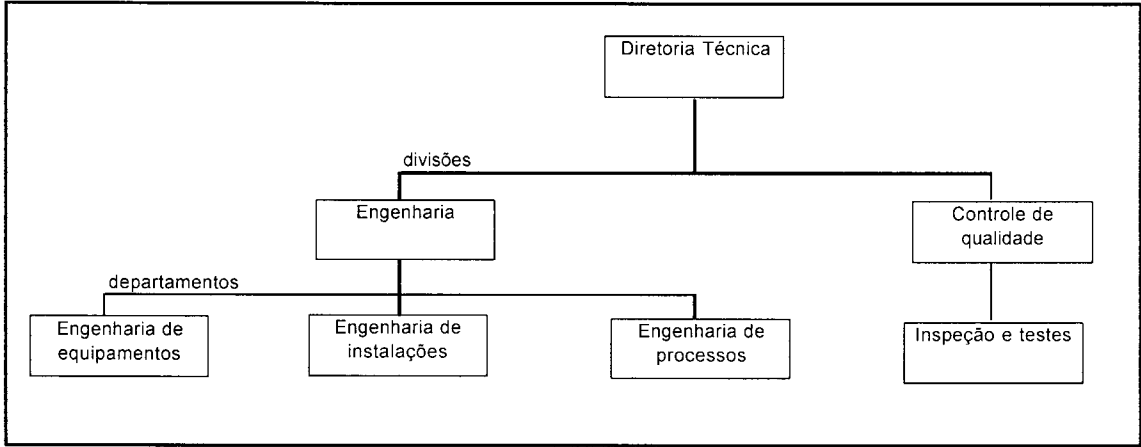 Diretoria Técnica
divisões
Engenharia
Controle de
qualidade
departamentos
Engenharia de
equipamentos
Engenharia de
instalações
Engenharia de
processos
Inspeção e testes